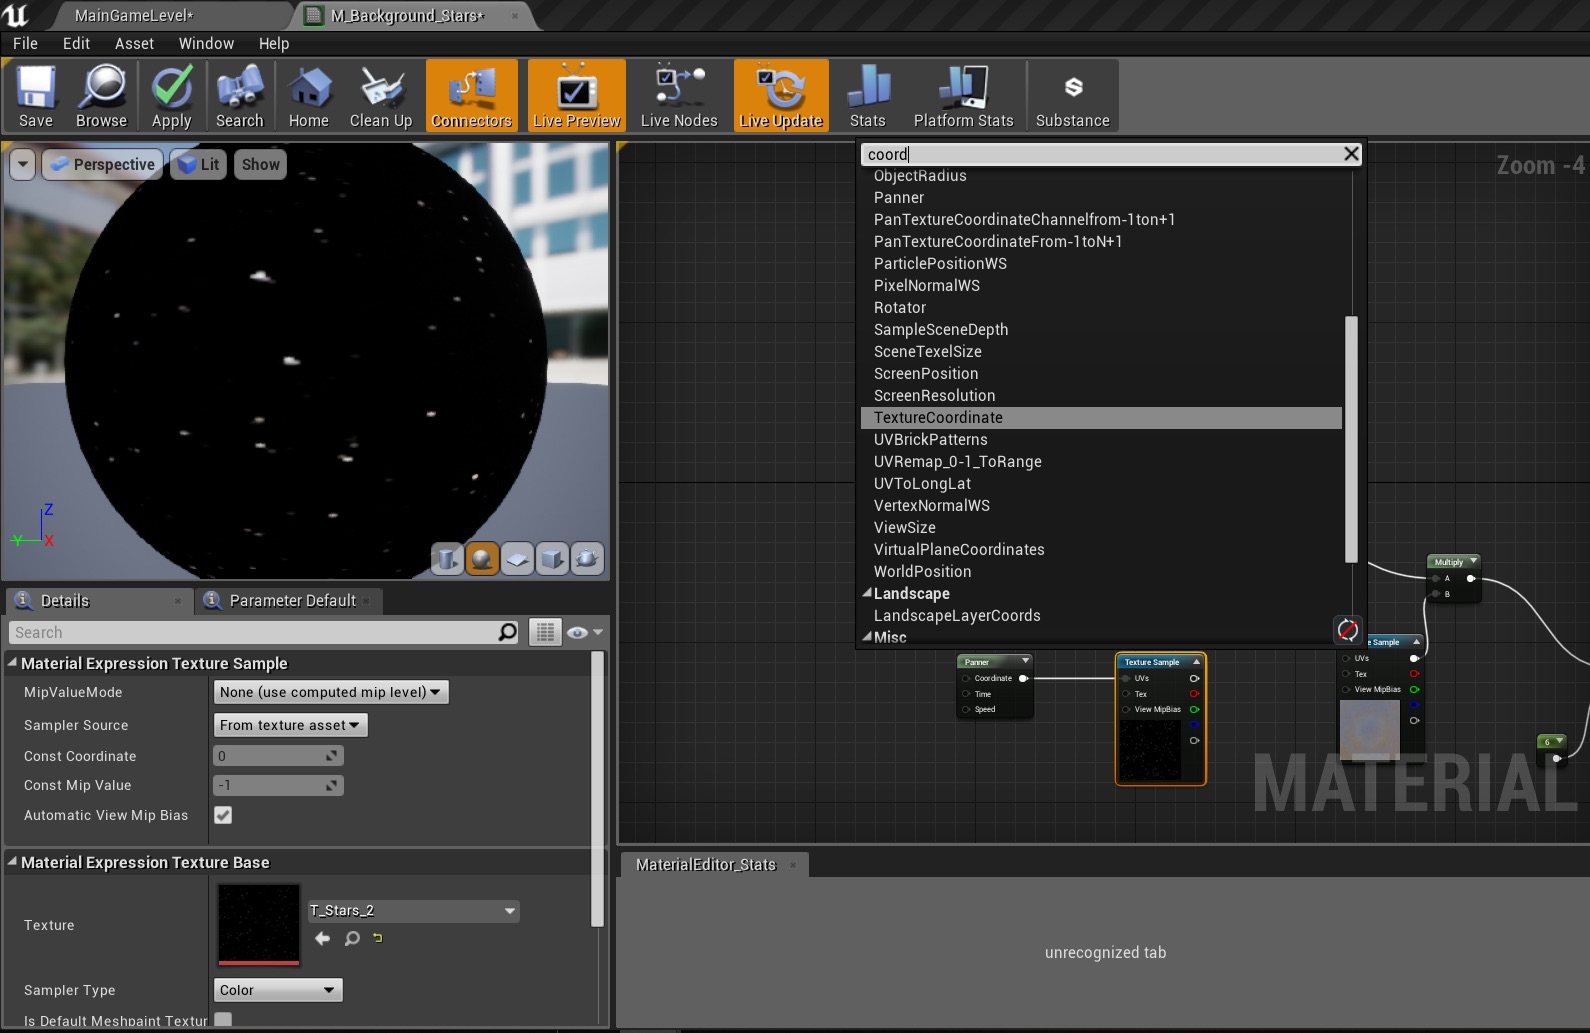 MainGameLevel*
M_Background_Stars*
File Edit Asset Window Help
Save Browse Apply Search Home Clean Up Connectors Live Preview Live Nodes Live Update Stats Platform Stats Substance
Perspective Lit Show
Z
Y X
coord
Zoom -4
ObjectRadius
Panner
PanTextureCoordinateChannelfrom-1ton+1
PanTextureCoordinateFrom-1toN+1
ParticlePositionWS
PixelNormalWS
Rotator
SampleSceneDepth
SceneTexelSize
ScreenPosition
ScreenResolution
TextureCoordinate
UVBrickPatterns
UVRemap_0-1_ToRange
UVToLongLat
VertexNormalWS
ViewSize
VirtualPlaneCoordinates
WorldPosition
Landscape
LandscapeLayerCoords
Misc
Multiply
A
B
Panner
Coordinate
Time
Speed
Texture Sample
UVs
Tex
View MipBias
e Sample
UVs
Tex
View MipBias
6
MATERIAL
Details
Parameter Default
Search
Material Expression Texture Sample
MipValueMode None (use computed mip level)
Sampler Source From texture asset
Const Coordinate 0
Const Mip Value -1
Automatic View Mip Bias
Material Expression Texture Base
Texture T_Stars_2
Sampler Type Color
Is Default Meshpaint Textur
MaterialEditor_Stats
unrecognized tab